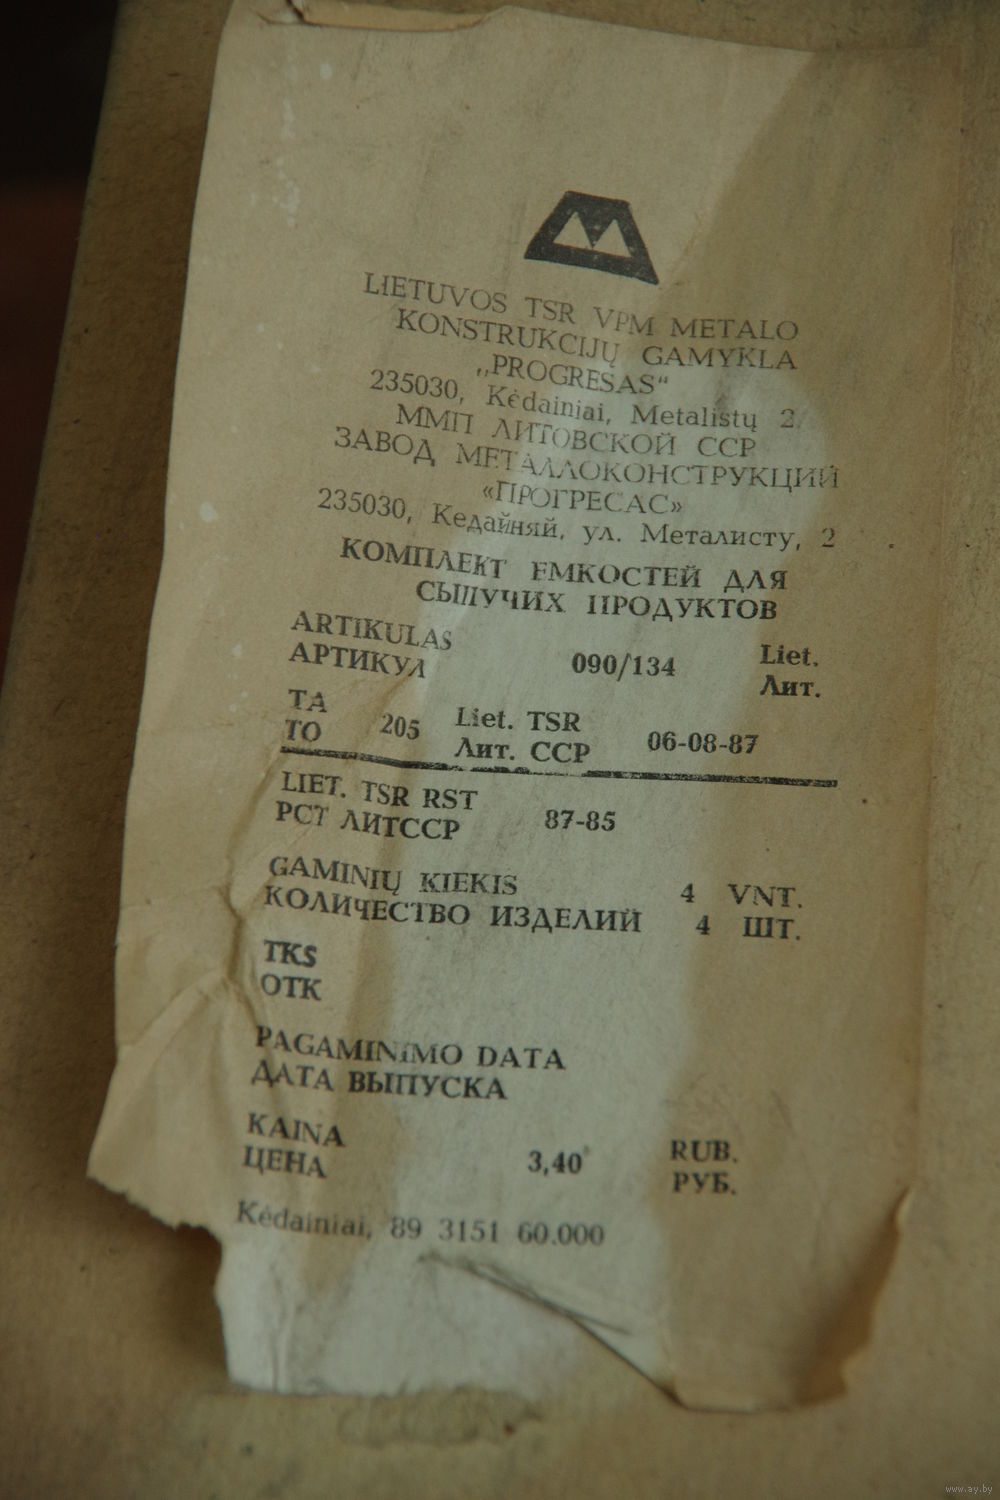 LIETUVOS TSR VPM METALO
KONSTRUKCIJŲ GAMYKLA
„PROGRESAS“
235030, Kėdainiai, Metalistų 2
ММП ЛИТОВСКОЙ ССР
ЗАВОД МЕТАЛЛОКОНСТРУКЦИЙ
«ПРОГРЕСАС»
235030, Кедайняй, ул. Металисту, 2
КОМПЛЕКТ ЕМКОСТЕЙ ДЛЯ
СЫПУЧИХ ПРОДУКТОВ
ARTIKULAS
АРТИКУЛ 090/134 Liet.
Лит.
TA
ТО 205 Liet. TSR
Лит. ССР 06-08-87
LIET. TSR RST
РСТ ЛИТССР 87-85
GAMINIŲ KIEKIS 4 VNT.
КОЛИЧЕСТВО ИЗДЕЛИЙ 4 ШТ.
TKS
ОТК
PAGAMINIMO DATA
ДАТА ВЫПУСКА
KAINA 3,40 RUB.
ЦЕНА РУБ.
Kėdainiai, 89 3151 60.000
www.ay.by